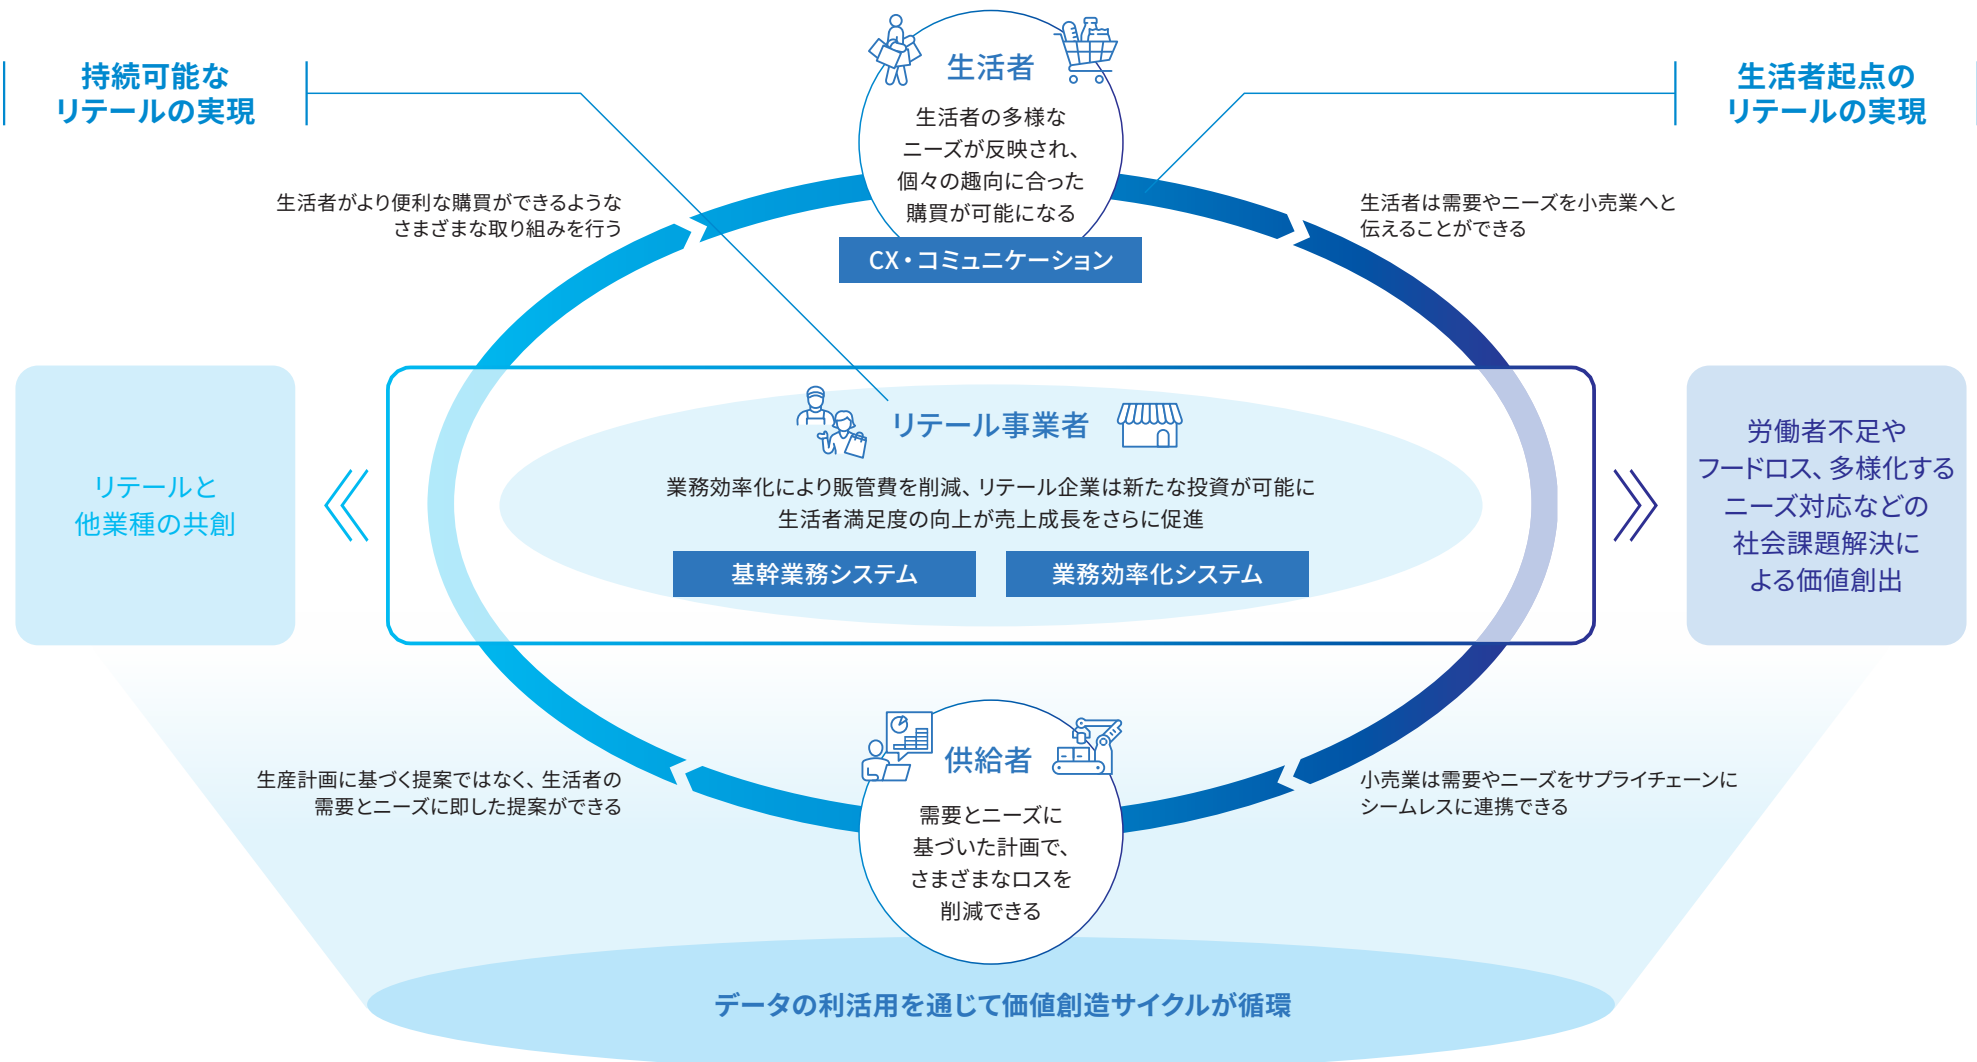 持続可能な
リテールの実現
生活者起点の
リテールの実現
生活者
生活者の多様な
ニーズが反映され、
個々の趣向に合った
購買が可能になる
CX・コミュニケーション
生活者がより便利な購買ができるような
さまざまな取り組みを行う
生活者は需要やニーズを小売業へと
伝えることができる
リテールと
他業種の共創
リテール事業者
業務効率化により販管費を削減、リテール企業は新たな投資が可能に
生活者満足度の向上が売上成長をさらに促進
基幹業務システム
業務効率化システム
労働者不足や
フードロス、多様化する
ニーズ対応などの
社会課題解決に
よる価値創出
生産計画に基づく提案ではなく、生活者の
需要とニーズに即した提案ができる
供給者
需要とニーズに
基づいた計画で、
さまざまなロスを
削減できる
小売業は需要やニーズをサプライチェーンに
シームレスに連携できる
データの利活用を通じて価値創造サイクルが循環